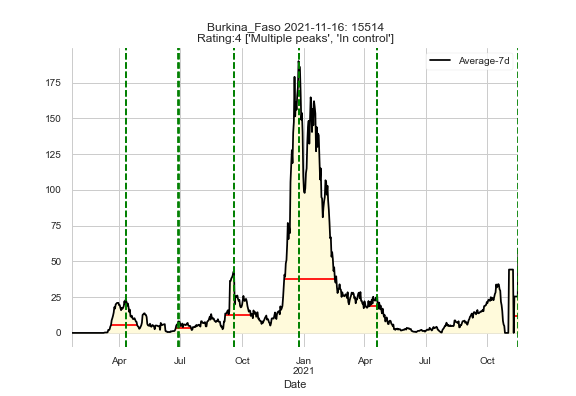 Burkina_Faso 2021-11-16: 15514
Rating:4 ['Multiple peaks', 'In control']
Average-7d
175
150
125
100
75
50
25
0
Apr Jul Oct Jan Apr Jul Oct
2021
Date